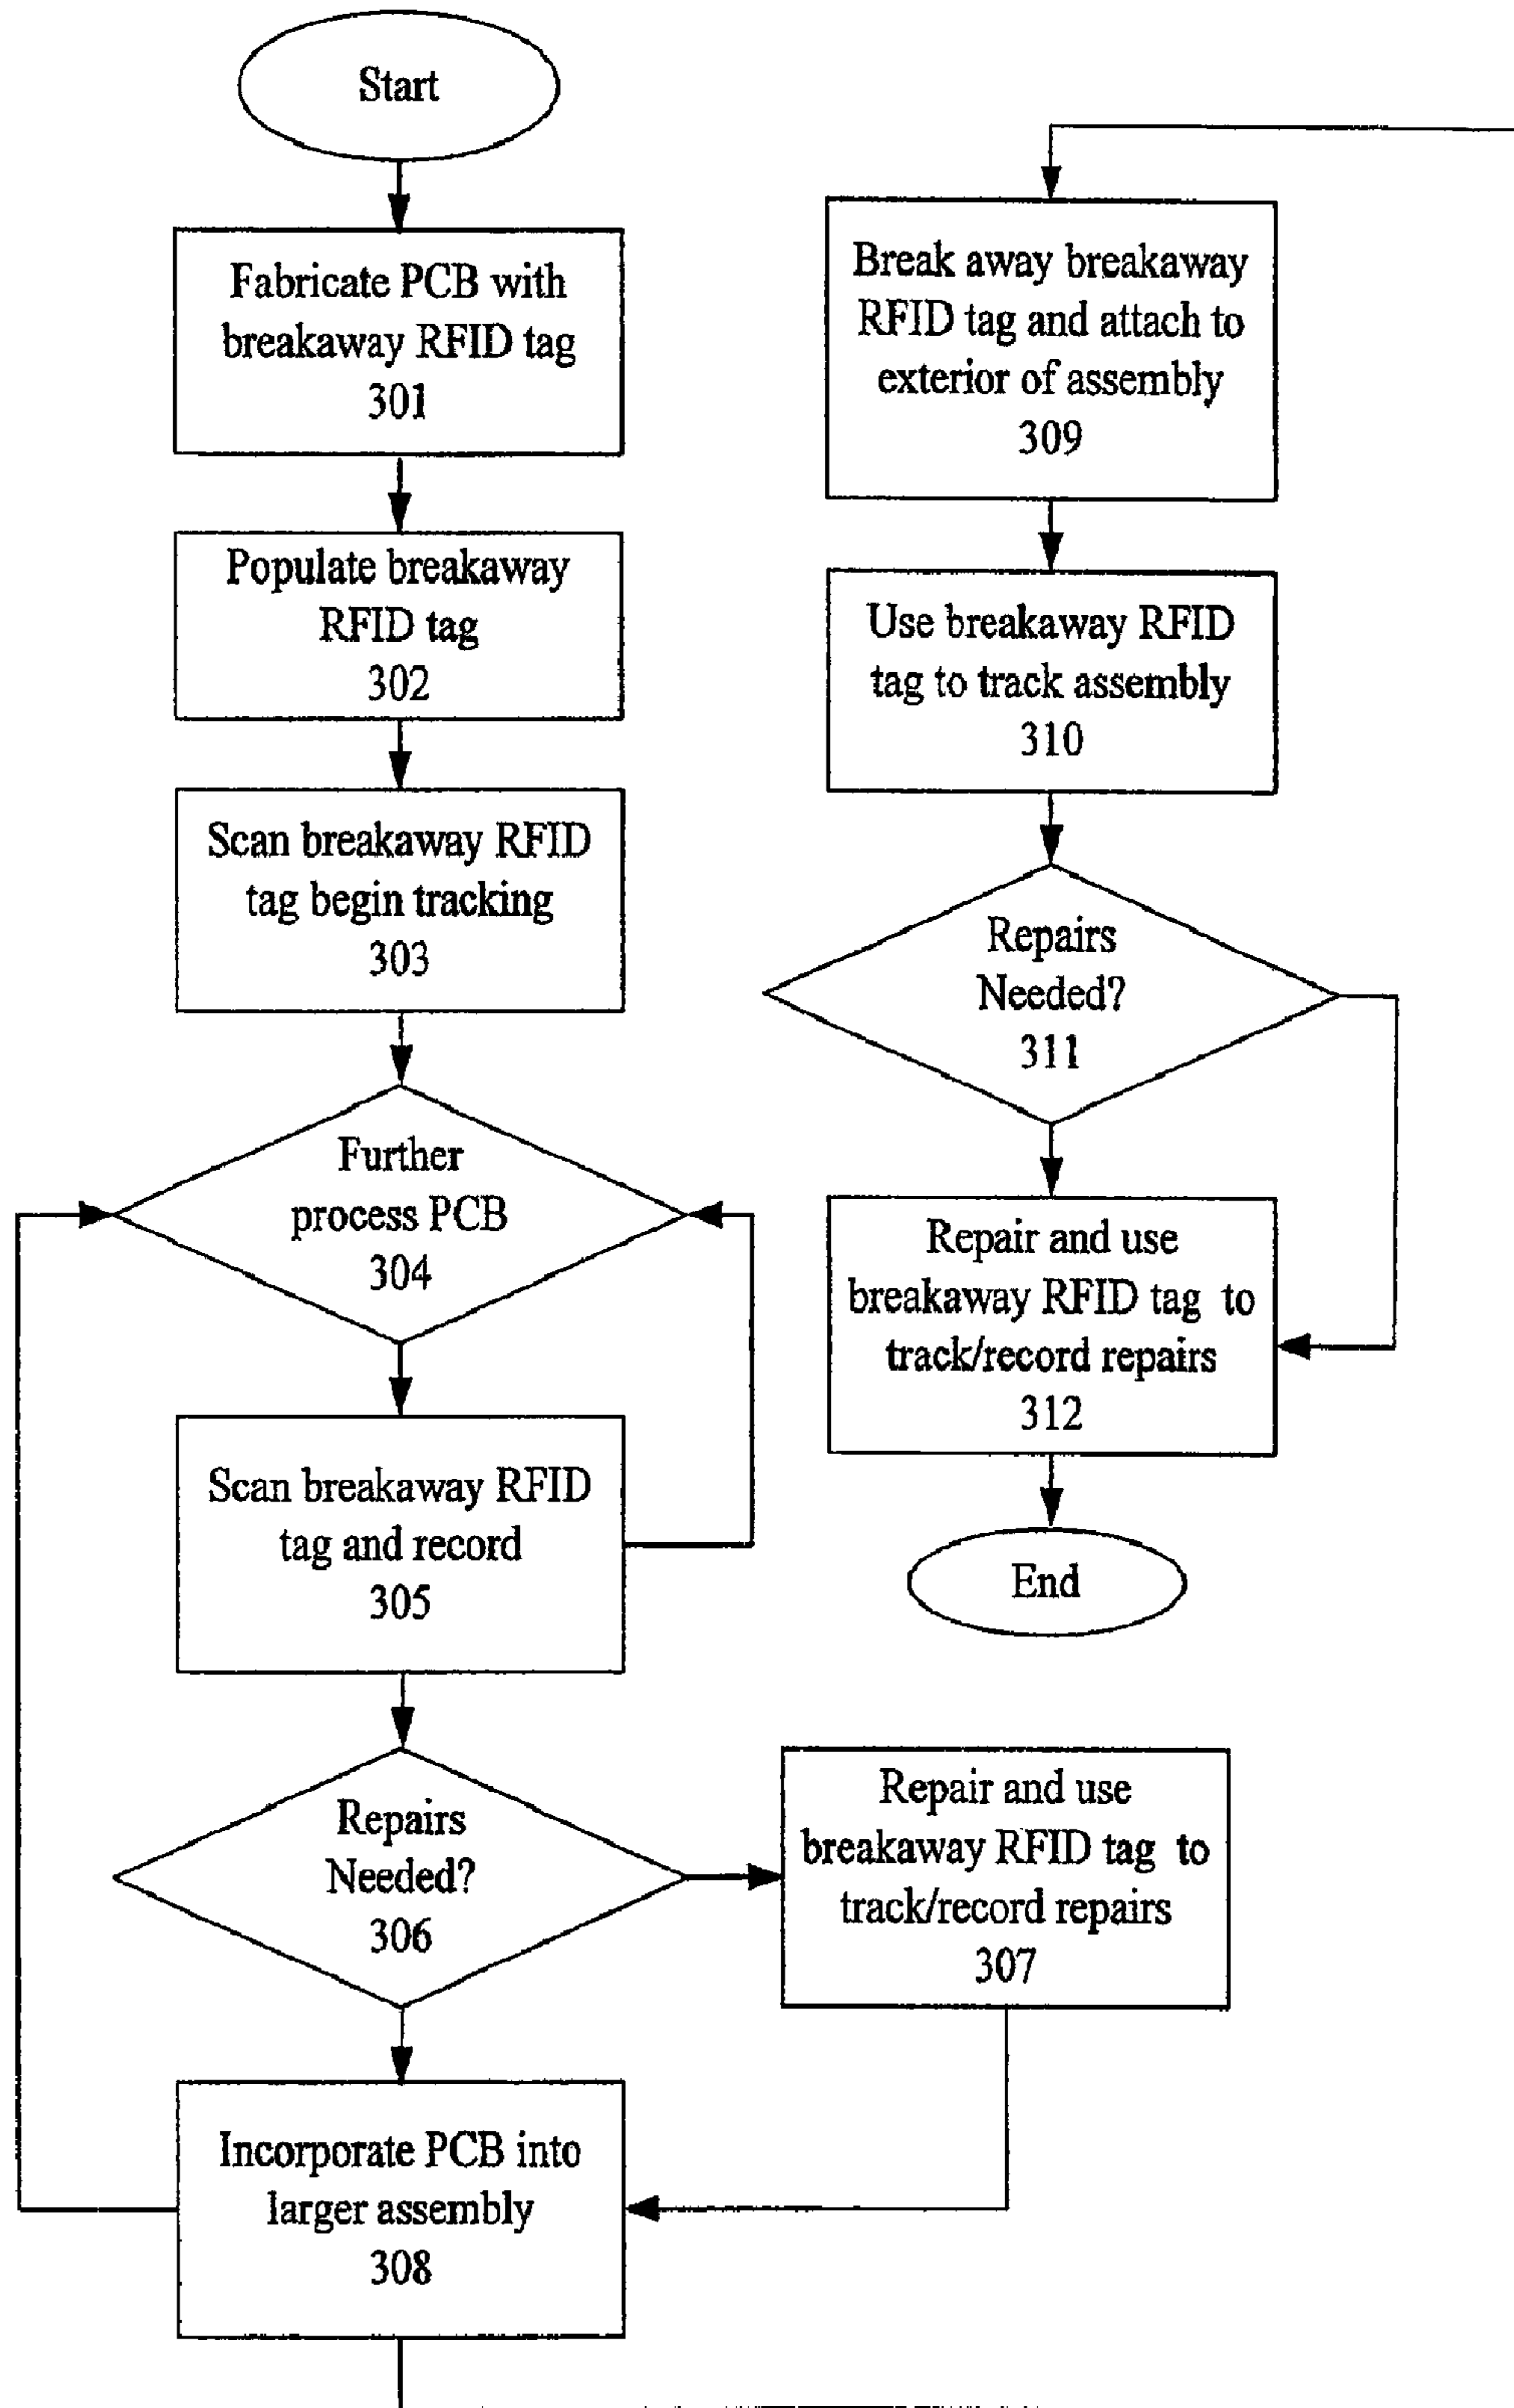 Start
Fabricate PCB with
breakaway RFID tag
301
Populate breakaway
RFID tag
302
Scan breakaway RFID
tag begin tracking
303
Further
process PCB
304
Scan breakaway RFID
tag and record
305
Repairs
Needed?
306
Repair and use
breakaway RFID tag to
track/record repairs
307
Incorporate PCB into
larger assembly
308
Break away breakaway
RFID tag and attach to
exterior of assembly
309
Use breakaway RFID
tag to track assembly
310
Repairs
Needed?
311
Repair and use
breakaway RFID tag to
track/record repairs
312
End